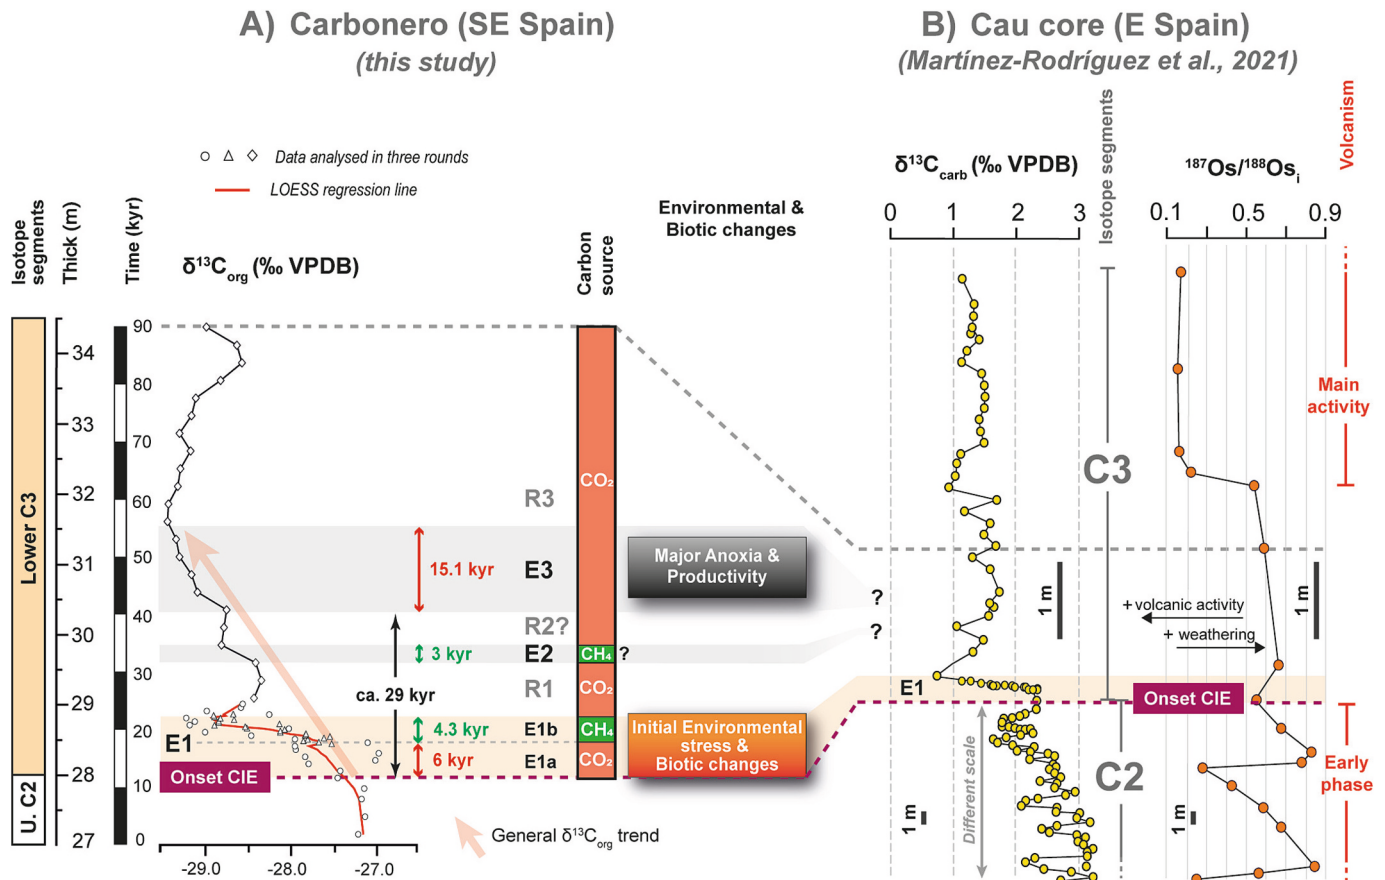 A) Carbonero (SE Spain)
(this study)
Data analysed in three rounds
LOESS regression line
Isotope
segments
Thick (m)
Time (kyr)
δ¹³Corg (‰ VPDB)
Carbon
source
Environmental &
Biotic changes
Lower C3
U. C2
34
33
32
31
30
29
28
27
90
80
70
60
50
40
30
20
10
0
-29.0
-28.0
-27.0
CO₂
R3
15.1 kyr
E3
R2?
3 kyr
E2
CH₄
?
R1
CO₂
ca. 29 kyr
4.3 kyr
E1b
CH₄
E1
6 kyr
E1a
CO₂
Onset CIE
General δ¹³Corg trend
Major Anoxia &
Productivity
Initial Environmental
stress &
Biotic changes
B) Cau core (E Spain)
(Martínez-Rodríguez et al., 2021)
δ¹³Ccarb (‰ VPDB)
0
1
2
3
Isotope segments
¹⁸⁷Os/¹⁸⁸Osi
0.1
0.5
0.9
Volcanism
C3
Main
activity
?
?
1 m
1 m
+ volcanic activity
+ weathering
E1
Onset CIE
Different scale
C2
Early
phase
1 m
1 m